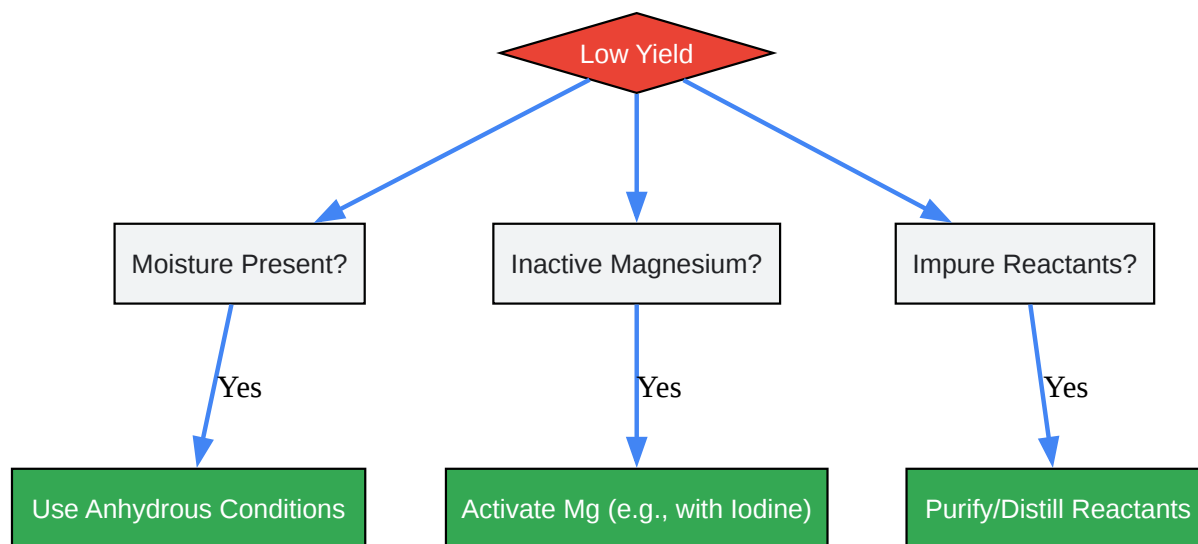 Low Yield
Moisture Present?
Inactive Magnesium?
Impure Reactants?
Yes
Yes
Yes
Use Anhydrous Conditions
Activate Mg (e.g., with Iodine)
Purify/Distill Reactants